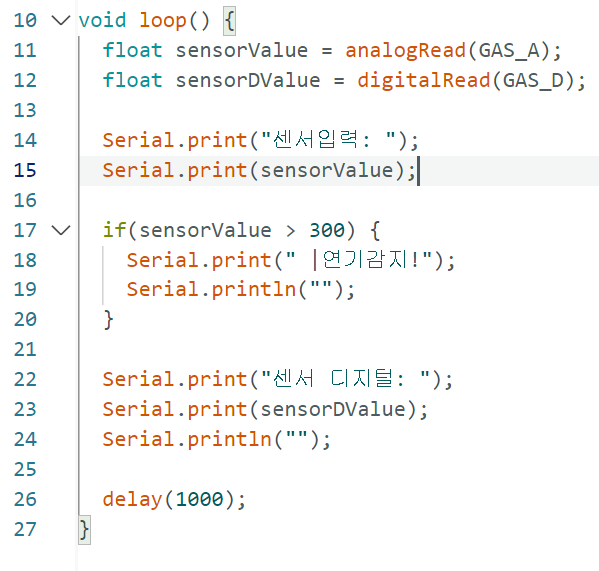 10 void loop() {
11   float sensorValue = analogRead(GAS_A);
12   float sensorDValue = digitalRead(GAS_D);
13
14   Serial.print("센서입력: ");
15   Serial.print(sensorValue);
16
17   if(sensorValue > 300) {
18     Serial.print(" |연기감지!");
19     Serial.println("");
20   }
21
22   Serial.print("센서 디지털: ");
23   Serial.print(sensorDValue);
24   Serial.println("");
25
26   delay(1000);
27 }